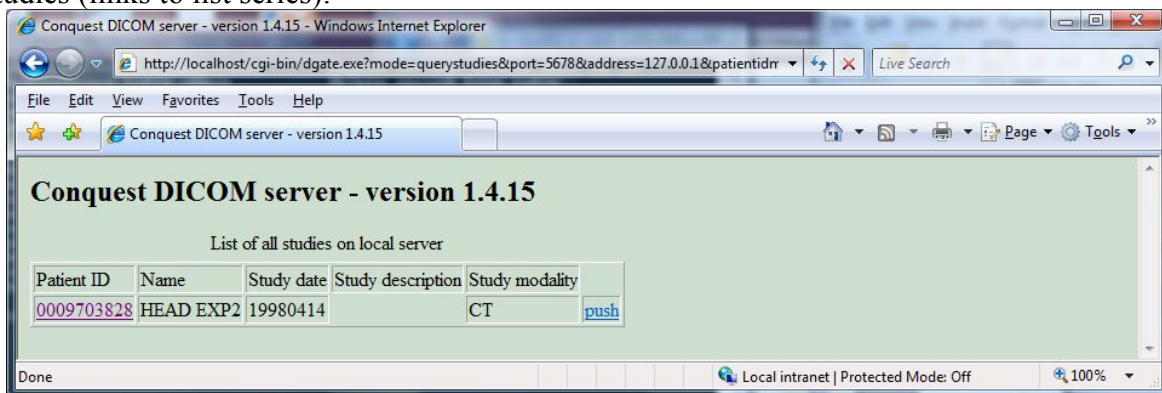 udies (links to list series):
Conquest DICOM server - version 1.4.15 - Windows Internet Explorer
http://localhost/cgi-bin/dgate.exe?mode=querystudies&port=5678&address=127.0.0.1&patientidm
Live Search
File Edit View Favorites Tools Help
Conquest DICOM server - version 1.4.15
Page Tools
Conquest DICOM server - version 1.4.15
List of all studies on local server
Patient ID Name Study date Study description Study modality
0009703828 HEAD EXP2 19980414 CT push
Done
Local intranet | Protected Mode: Off
100%